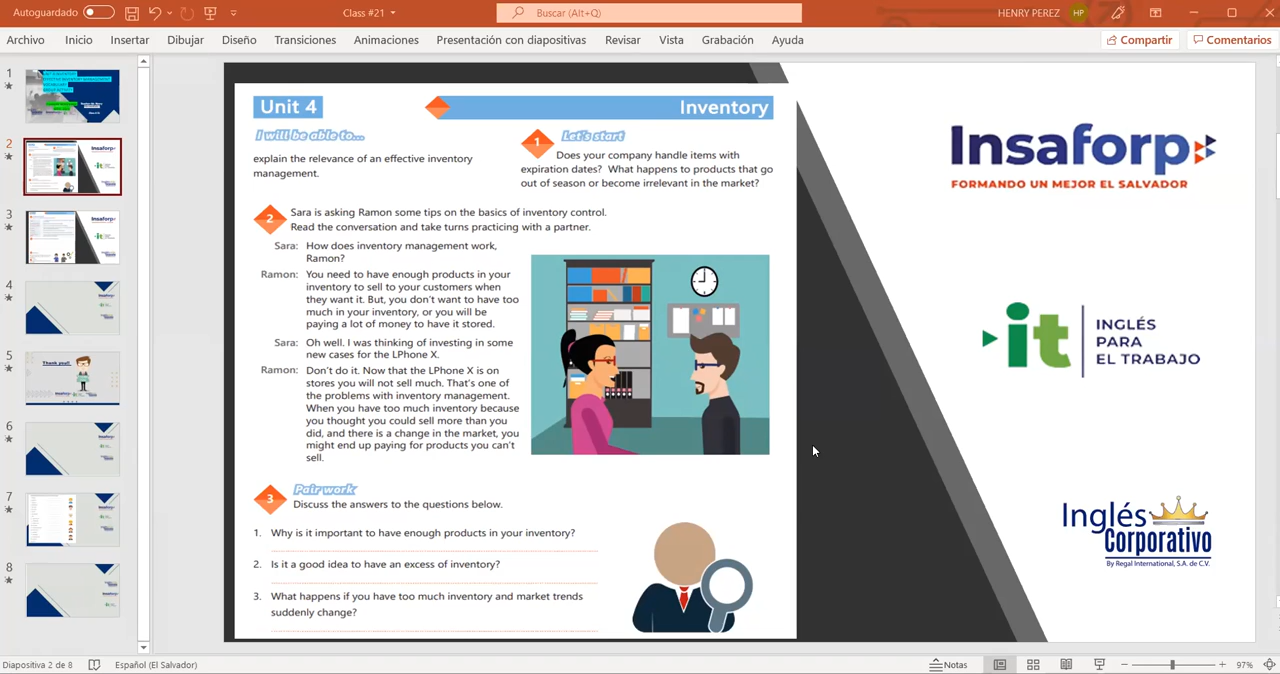 Autoguardado
Class #21
Buscar (Alt+Q)
HENRY PEREZ
HP
Archivo Inicio Insertar Dibujar Diseño Transiciones Animaciones Presentación con diapositivas Revisar Vista Grabación Ayuda
Compartir
Comentarios
1
2
3
4
5
Thank you!!
6
7
8
Unit 4
Inventory
I will be able to...
explain the relevance of an effective inventory
management.
1
Let's start
Does your company handle items with
expiration dates? What happens to products that go
out of season or become irrelevant in the market?
2
Sara is asking Ramon some tips on the basics of inventory control.
Read the conversation and take turns practicing with a partner.
Sara: How does inventory management work,
Ramon?
Ramon: You need to have enough products in your
inventory to sell to your customers when
they want it. But, you don't want to have too
much in your inventory, or you will be
paying a lot of money to have it stored.
Sara: Oh well. I was thinking of investing in some
new cases for the LPhone X.
Ramon: Don't do it. Now that the LPhone X is on
stores you will not sell much. That's one of
the problems with inventory management.
When you have too much inventory because
you thought you could sell more than you
did, and there is a change in the market, you
might end up paying for products you can't
sell.
3
Pair work
Discuss the answers to the questions below.
1. Why is it important to have enough products in your inventory?
2. Is it a good idea to have an excess of inventory?
3. What happens if you have too much inventory and market trends
suddenly change?
Insaforp
FORMANDO UN MEJOR EL SALVADOR
it
INGLÉS
PARA
EL TRABAJO
Inglés
Corporativo
By Regal International, S.A. de C.V.
Diapositiva 2 de 8
Español (El Salvador)
Notas
97%